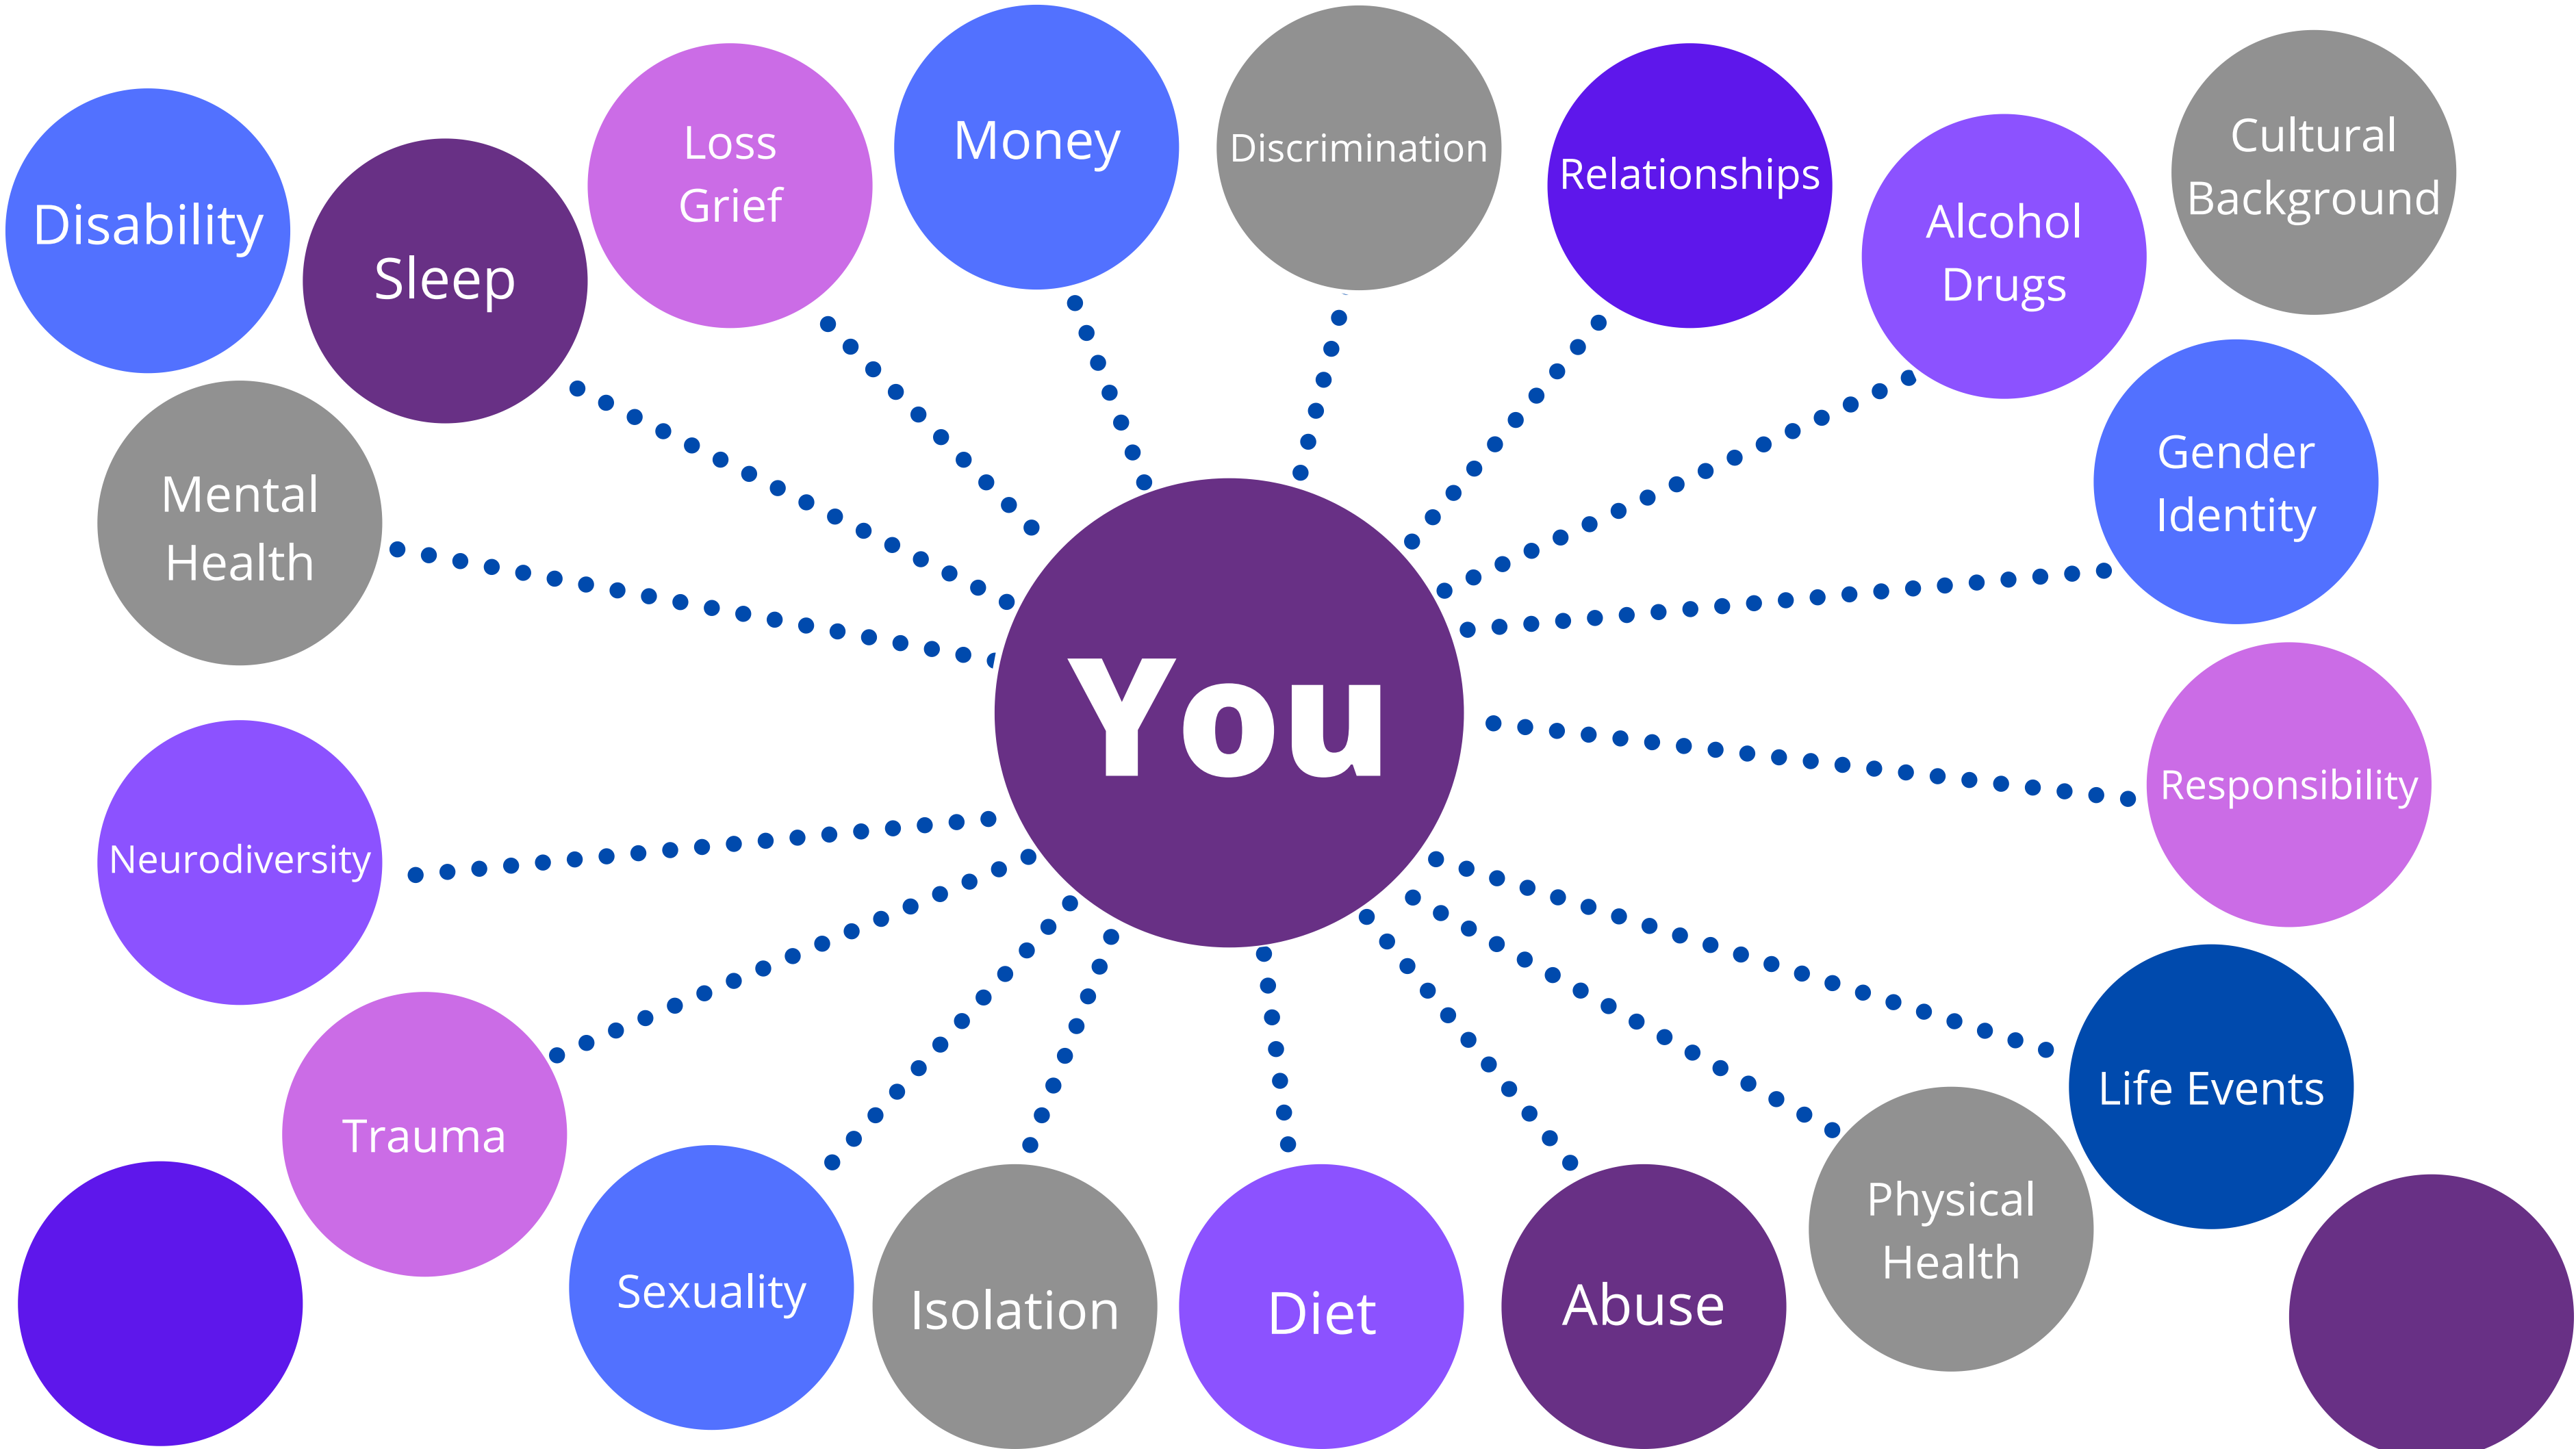 Disability
Sleep
Loss
Grief
Money
Discrimination
Relationships
Alcohol
Drugs
Cultural
Background
Mental
Health
Gender
Identity
You
Neurodiversity
Responsibility
Trauma
Life Events
Sexuality
Isolation
Diet
Abuse
Physical
Health